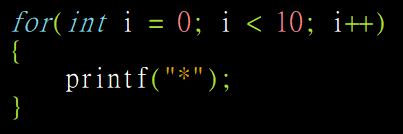 for(int i = 0; i < 10; i++)
{
    printf("*");
}